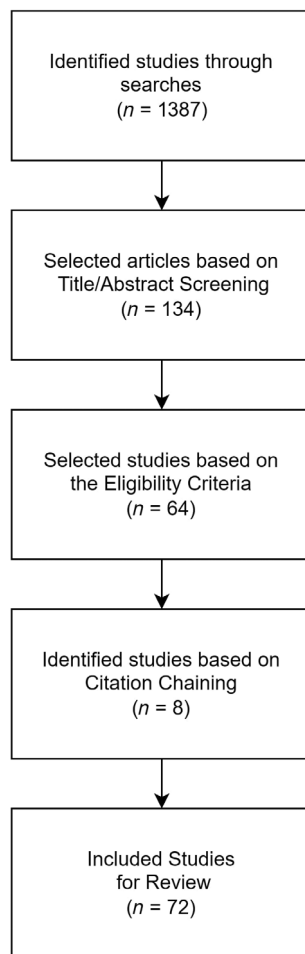 Identified studies through
searches
(n = 1387)
Selected articles based on
Title/Abstract Screening
(n = 134)
Selected studies based on
the Eligibility Criteria
(n = 64)
Identified studies based on
Citation Chaining
(n = 8)
Included Studies
for Review
(n = 72)